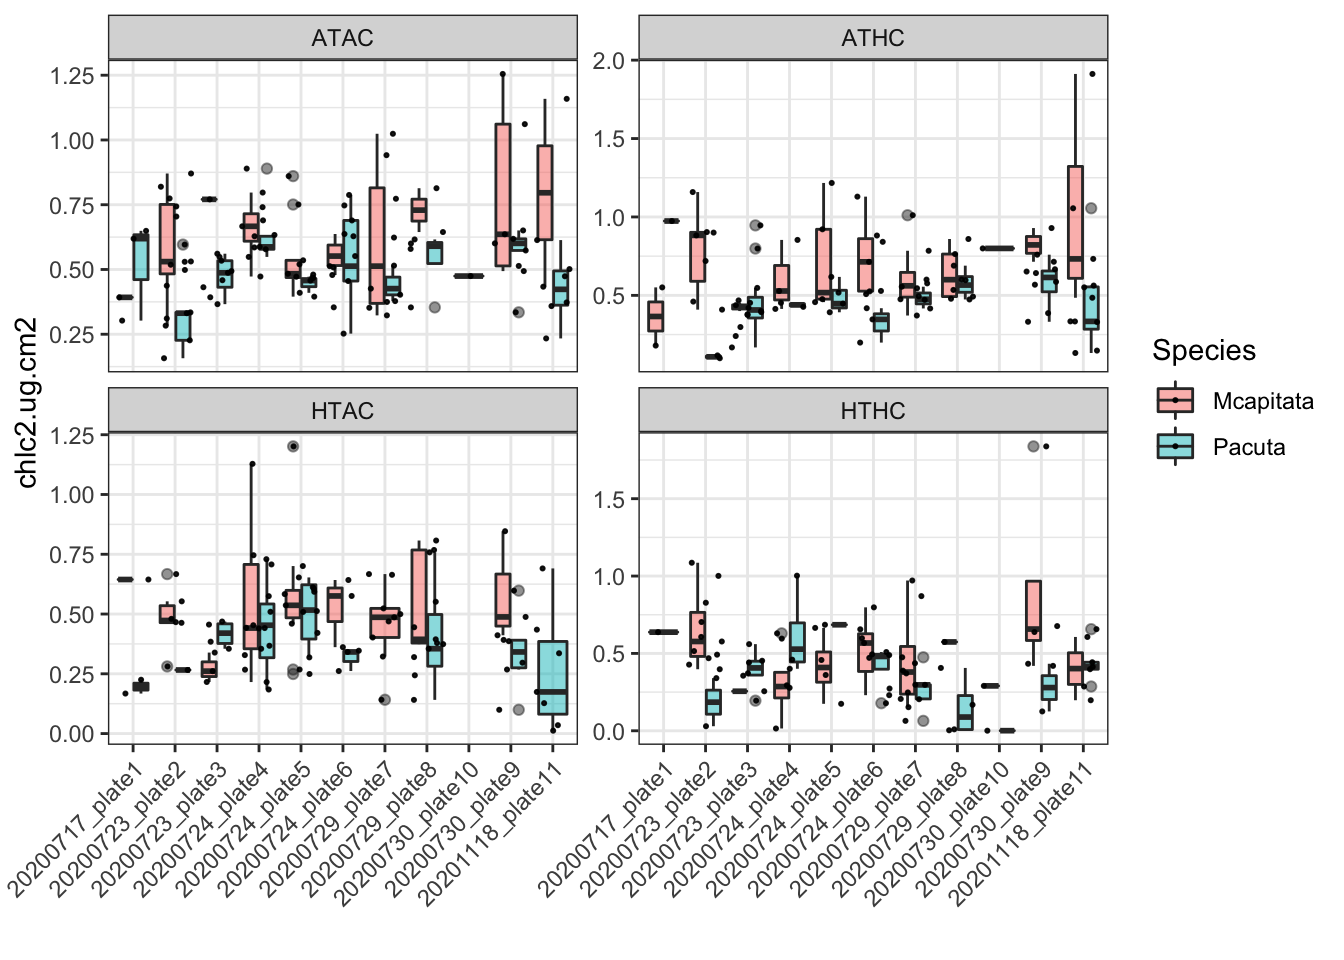 ATAC
ATHC
1.25
1.00
0.75
0.50
0.25
2.0
1.5
1.0
0.5
chlc2.ug.cm2
HTAC
HTHC
1.25
1.00
0.75
0.50
0.25
0.00
1.5
1.0
0.5
0.0
20200717_plate1
20200723_plate2
20200723_plate3
20200724_plate4
20200724_plate5
20200724_plate6
20200729_plate7
20200729_plate8
20200730_plate10
20200730_plate9
20201118_plate11
20200717_plate1
20200723_plate2
20200723_plate3
20200724_plate4
20200724_plate5
20200724_plate6
20200729_plate7
20200729_plate8
20200730_plate10
20200730_plate9
20201118_plate11
Species
Mcapitata
Pacuta